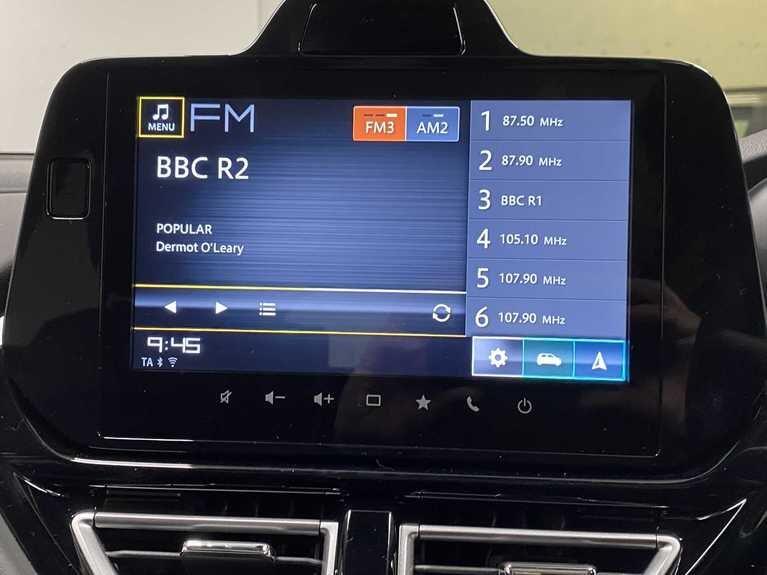 MENU
FM
FM3
AM2
BBC R2
POPULAR
Dermot O'Leary
1 87.50 MHz
2 87.90 MHz
3 BBC R1
4 105.10 MHz
5 107.90 MHz
6 107.90 MHz
9:45
TA